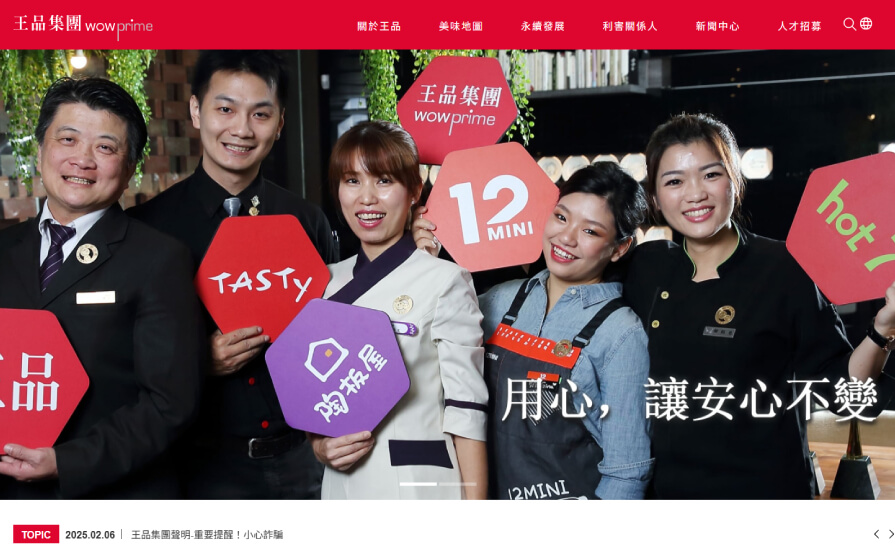 王品集團 wowprime
關於王品
美味地圖
永續發展
利害關係人
新聞中心
人才招募
王品集團
wowprime
12
MINI
TASTy
hot 7
陶板屋
王品
用心，讓安心不變
12MINI
TOPIC 2025.02.06 王品集團聲明-重要提醒！小心詐騙